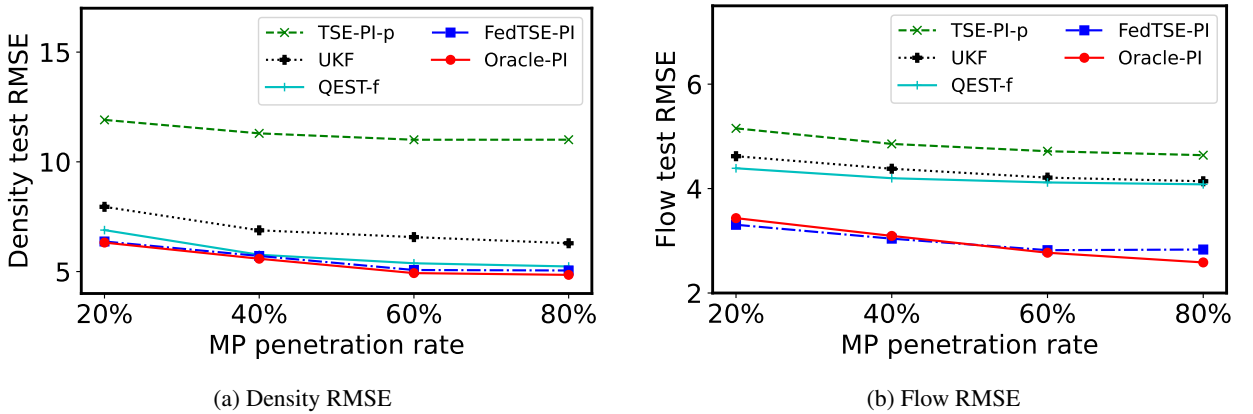 Density test RMSE
15
10
5
TSE-PI-p
UKF
QEST-f
FedTSE-PI
Oracle-PI
20% 40% 60% 80%
MP penetration rate
(a) Density RMSE
Flow test RMSE
6
4
2
TSE-PI-p
UKF
QEST-f
FedTSE-PI
Oracle-PI
20% 40% 60% 80%
MP penetration rate
(b) Flow RMSE